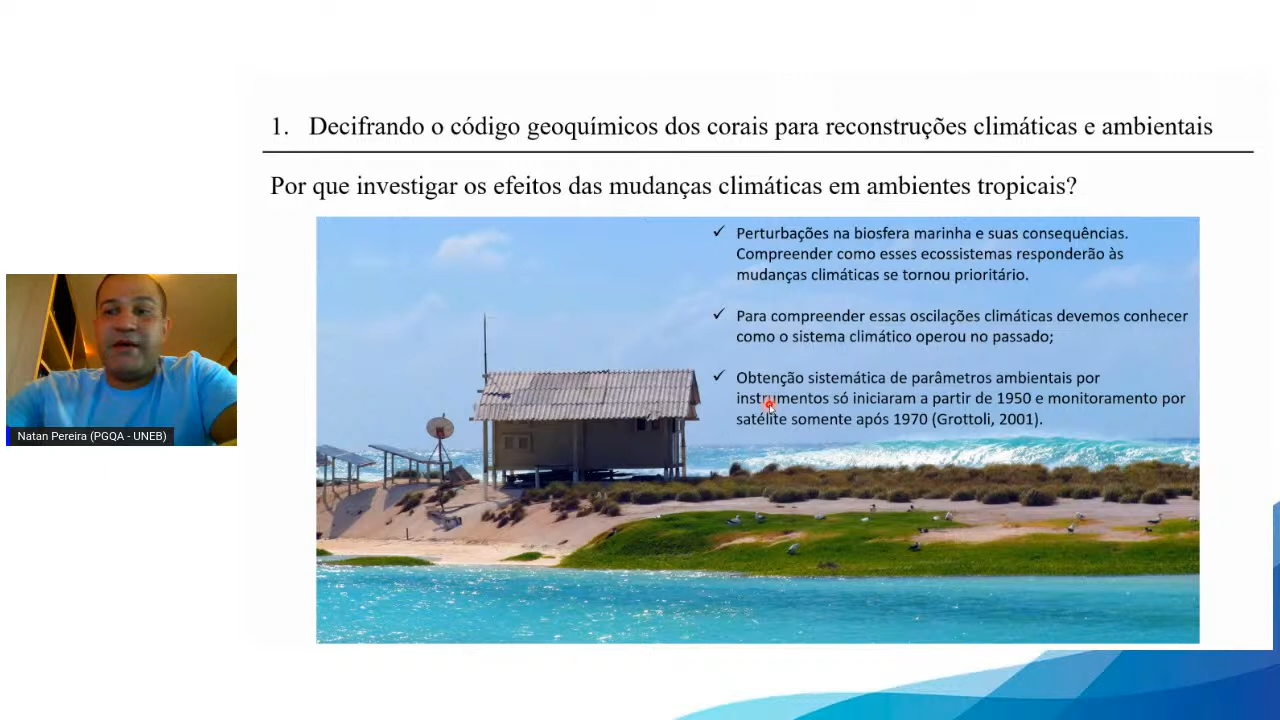 1. Decifrando o código geoquímicos dos corais para reconstruções climáticas e ambientais
Por que investigar os efeitos das mudanças climáticas em ambientes tropicais?
✓ Perturbações na biosfera marinha e suas consequências.
Compreender como esses ecossistemas responderão às
mudanças climáticas se tornou prioritário.
✓ Para compreender essas oscilações climáticas devemos conhecer
como o sistema climático operou no passado;
✓ Obtenção sistemática de parâmetros ambientais por
instrumentos só iniciaram a partir de 1950 e monitoramento por
satélite somente após 1970 (Grottoli, 2001).
Natan Pereira (PGQA - UNEB)